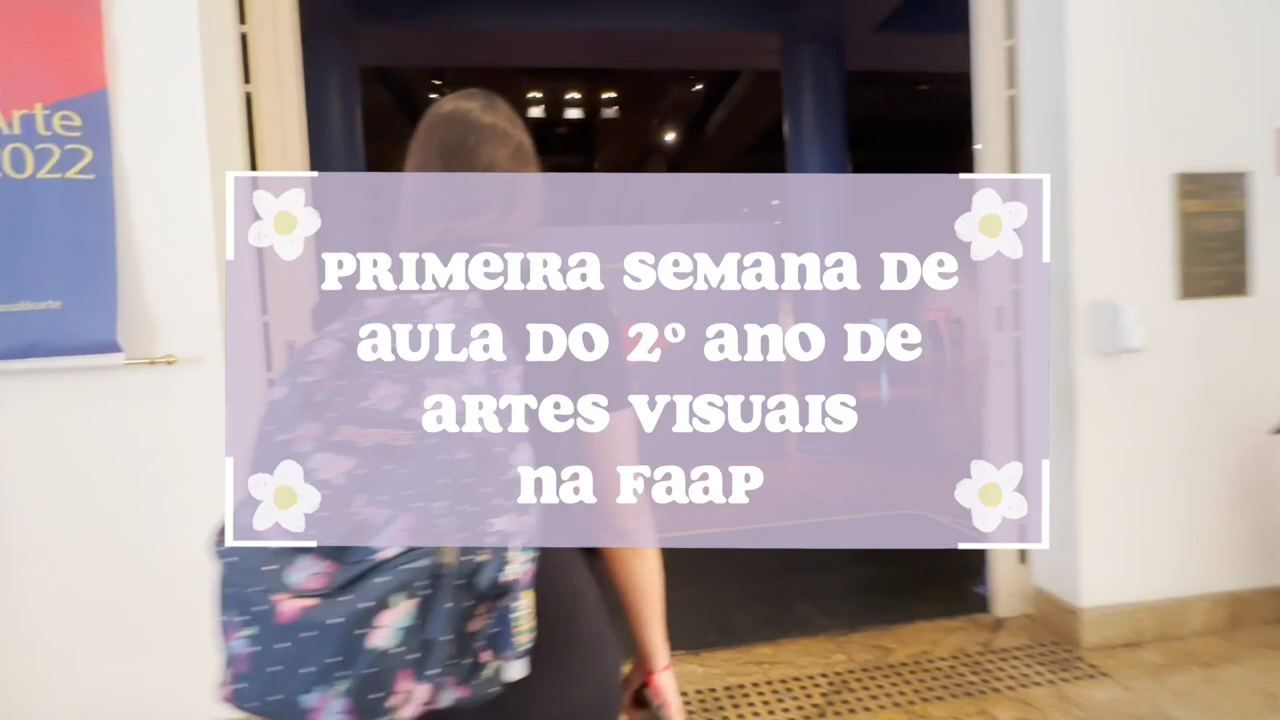 Arte
2022
PRIMEIRA SEMANA DE
AULA DO 2º ANO DE
ARTES VISUAIS
NA FAAP